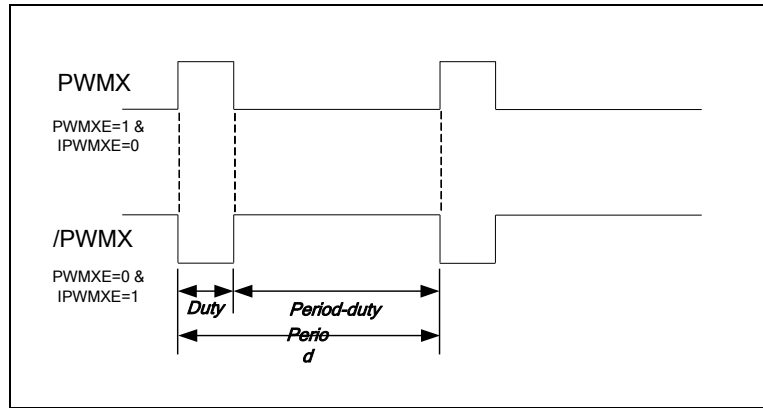 PWMX
PWMXE=1 &
IPWMXE=0
/PWMX
PWMXE=0 &
IPWMXE=1
Duty
Period-duty
Perio
d